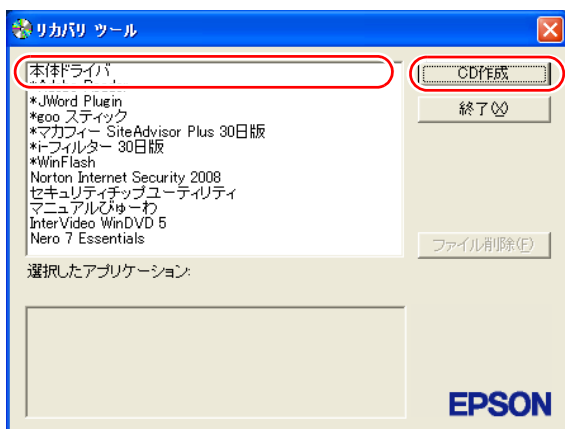 リカバリ ツール
本体ドライバ
*JWord Plugin
*goo スティック
*マカフィー SiteAdvisor Plus 30日版
*i-フィルター 30日版
*WinFlash
Norton Internet Security 2008
セキュリティチップユーティリティ
マニュアルびゅーわ
InterVideo WinDVD 5
Nero 7 Essentials
CD作成
終了(X)
ファイル削除(F)
選択したアプリケーション:
EPSON